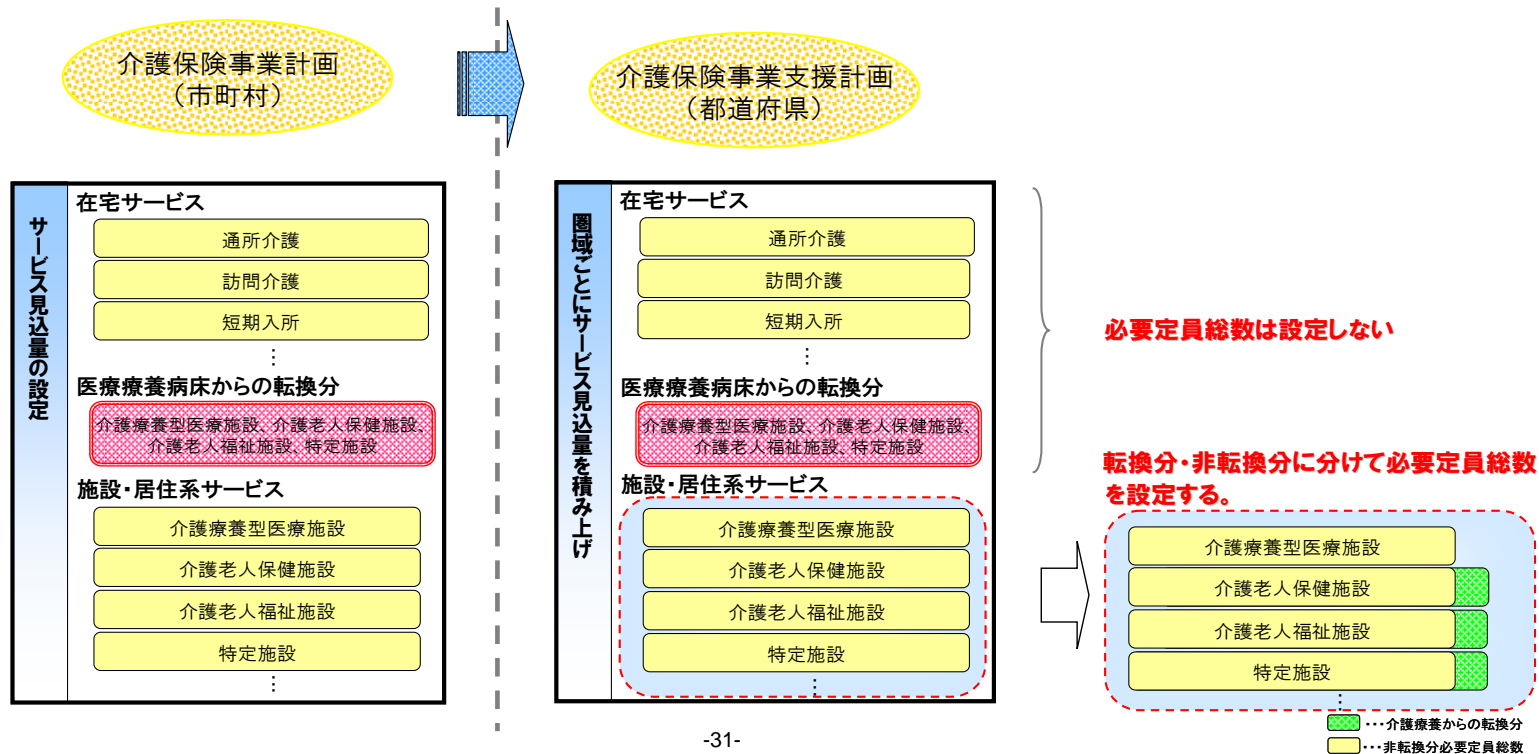 介護保険事業計画
（市町村）
介護保険事業支援計画
（都道府県）
サービス見込量の設定
在宅サービス
通所介護
訪問介護
短期入所
…
医療療養病床からの転換分
介護療養型医療施設、介護老人保健施設、
介護老人福祉施設、特定施設
施設・居住系サービス
介護療養型医療施設
介護老人保健施設
介護老人福祉施設
特定施設
…
圏域ごとにサービス見込量を積み上げ
在宅サービス
通所介護
訪問介護
短期入所
…
医療療養病床からの転換分
介護療養型医療施設、介護老人保健施設、
介護老人福祉施設、特定施設
施設・居住系サービス
介護療養型医療施設
介護老人保健施設
介護老人福祉施設
特定施設
…
必要定員総数は設定しない
転換分・非転換分に分けて必要定員総数
を設定する。
介護療養型医療施設
介護老人保健施設
介護老人福祉施設
特定施設
…
･･･介護療養からの転換分
･･･非転換分必要定員総数
-31-